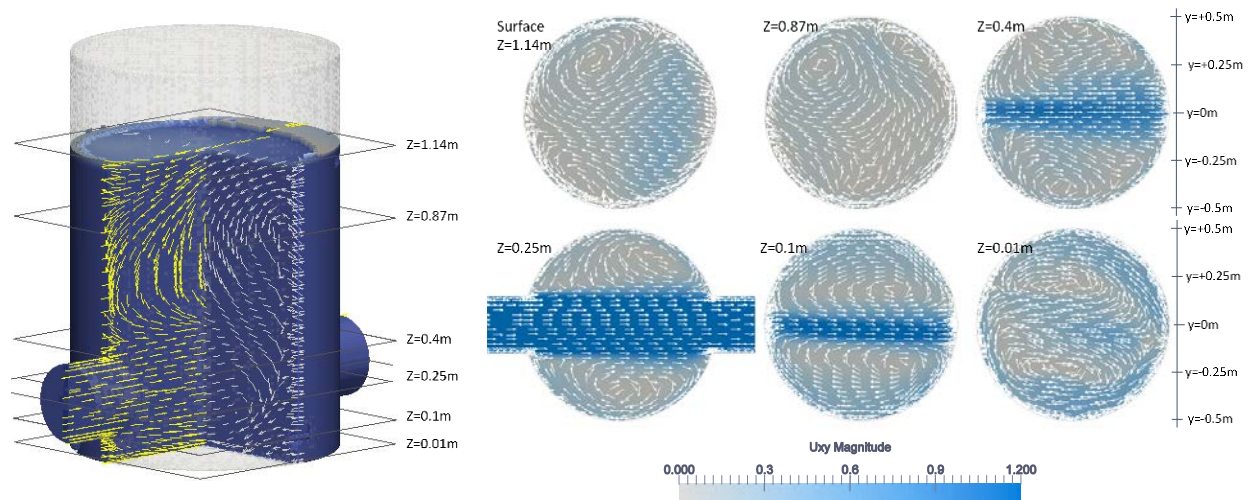 Z=1.14m
Z=0.87m
Z=0.4m
Z=0.25m
Z=0.1m
Z=0.01m
Surface
Z=1.14m
Z=0.87m
Z=0.4m
y=+0.5m
y=+0.25m
y=0m
y=-0.25m
y=-0.5m
Z=0.25m
Z=0.1m
Z=0.01m
y=+0.5m
y=+0.25m
y=0m
y=-0.25m
y=-0.5m
Uxy Magnitude
0.000 0.3 0.6 0.9 1.200